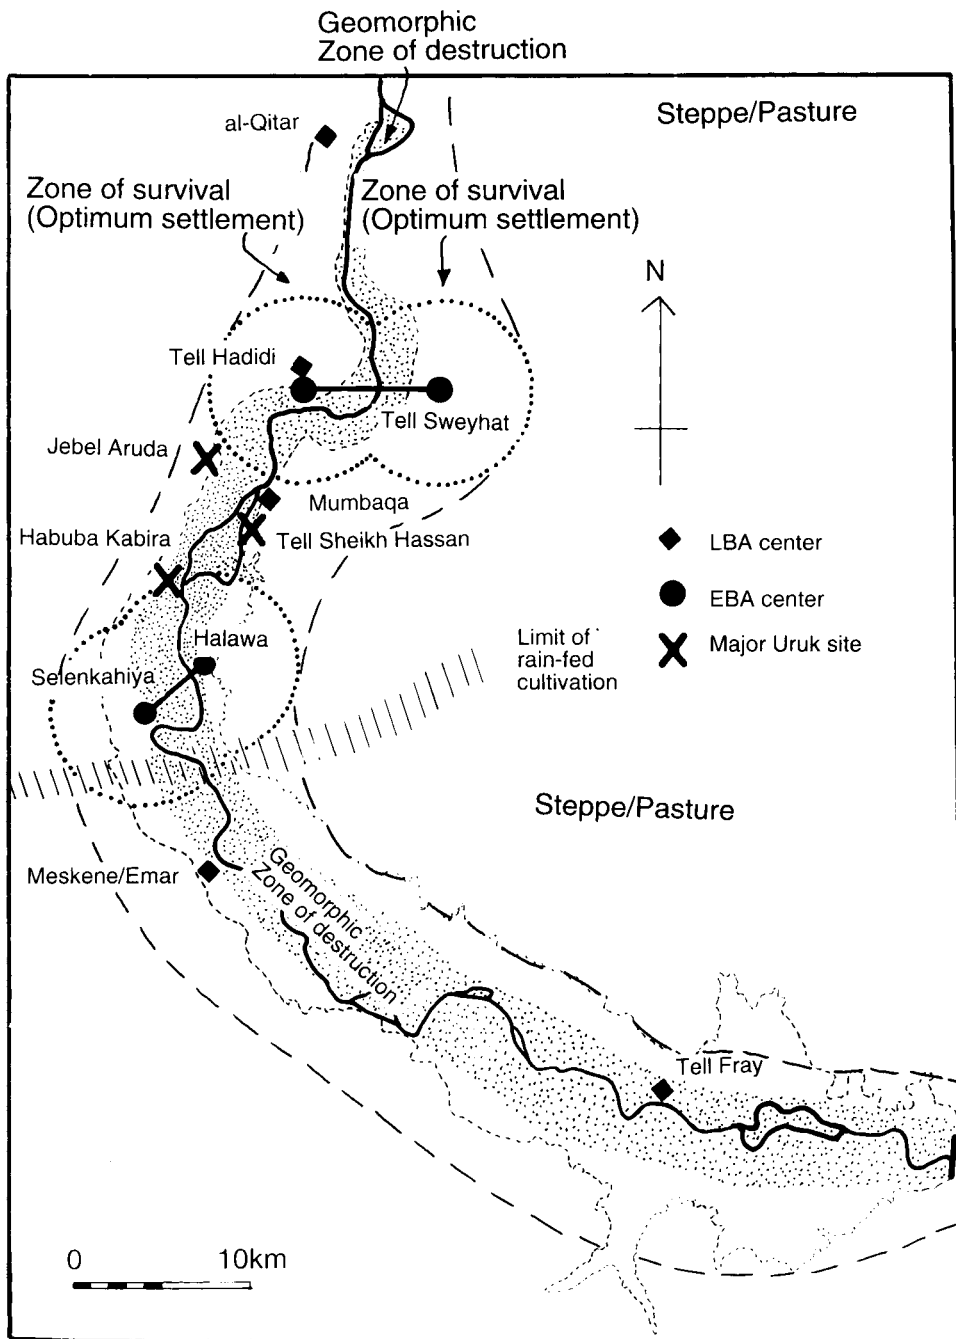 Geomorphic
Zone of destruction
al-Qitar
Steppe/Pasture
Zone of survival
(Optimum settlement)
Zone of survival
(Optimum settlement)
N
Tell Hadidi
Tell Sweyhat
Jebel Aruda
Mumbaqa
Habuba Kabira
Tell Sheikh Hassan
LBA center
EBA center
Major Uruk site
Halawa
Selenkahiya
Limit of
rain-fed
cultivation
Steppe/Pasture
Meskene/Emar
Geomorphic
Zone of destruction
Tell Fray
0 10km